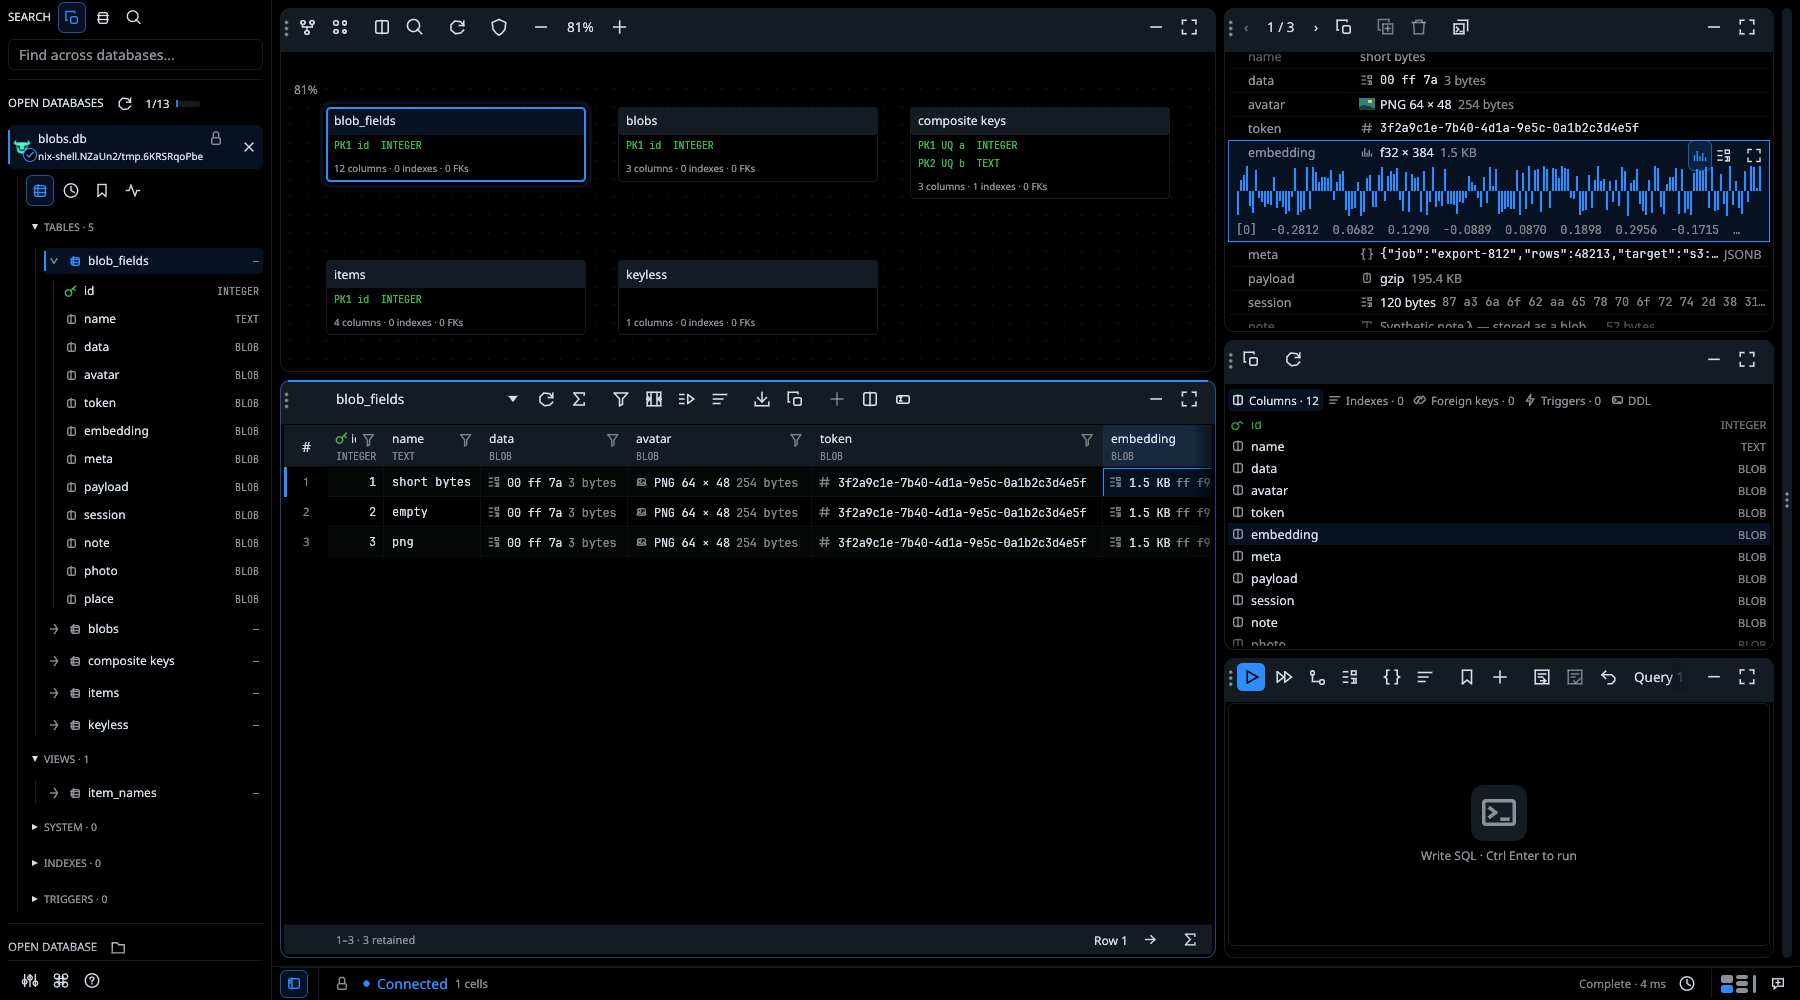 SEARCH
Find across databases...
OPEN DATABASES 1/13
blobs.db
nix-shell.NZaUn2/tmp.6KRSRqoPbe
TABLES · 5
blob_fields –
id INTEGER
name TEXT
data BLOB
avatar BLOB
token BLOB
embedding BLOB
meta BLOB
payload BLOB
session BLOB
note BLOB
photo BLOB
place BLOB
blobs –
composite keys –
items –
keyless –
VIEWS · 1
item_names –
SYSTEM · 0
INDEXES · 0
TRIGGERS · 0
OPEN DATABASE
81%
81%
blob_fields
PK1 id INTEGER
12 columns · 0 indexes · 0 FKs
blobs
PK1 id INTEGER
3 columns · 0 indexes · 0 FKs
composite keys
PK1 UQ a INTEGER
PK2 UQ b TEXT
3 columns · 1 indexes · 0 FKs
items
PK1 id INTEGER
4 columns · 0 indexes · 0 FKs
keyless
1 columns · 0 indexes · 0 FKs
blob_fields
# name data avatar token embedding
INTEGER TEXT BLOB BLOB BLOB BLOB
1 1 short bytes 00 ff 7a 3 bytes PNG 64 × 48 254 bytes 3f2a9c1e-7b40-4d1a-9e5c-0a1b2c3d4e5f 1.5 KB ff f9
2 2 empty 00 ff 7a 3 bytes PNG 64 × 48 254 bytes 3f2a9c1e-7b40-4d1a-9e5c-0a1b2c3d4e5f 1.5 KB ff f9
3 3 png 00 ff 7a 3 bytes PNG 64 × 48 254 bytes 3f2a9c1e-7b40-4d1a-9e5c-0a1b2c3d4e5f 1.5 KB ff f9
1–3 · 3 retained Row 1
1 / 3
name short bytes
data 00 ff 7a 3 bytes
avatar PNG 64 × 48 254 bytes
token # 3f2a9c1e-7b40-4d1a-9e5c-0a1b2c3d4e5f
embedding f32 × 384 1.5 KB
[0] -0.2812 0.0682 0.1290 -0.0889 0.0870 0.1898 0.2956 -0.1715 …
meta {} {"job":"export-812","rows":48213,"target":"s3:… JSONB
payload gzip 195.4 KB
session 120 bytes 87 a3 6a 6f 62 aa 65 78 70 6f 72 74 2d 38 31…
note Synthetic note λ — stored as a blob 52 bytes
Columns · 12 Indexes · 0 Foreign keys · 0 Triggers · 0 DDL
id INTEGER
name TEXT
data BLOB
avatar BLOB
token BLOB
embedding BLOB
meta BLOB
payload BLOB
session BLOB
note BLOB
photo BLOB
Query 1
Write SQL · Ctrl Enter to run
Connected 1 cells
Complete · 4 ms